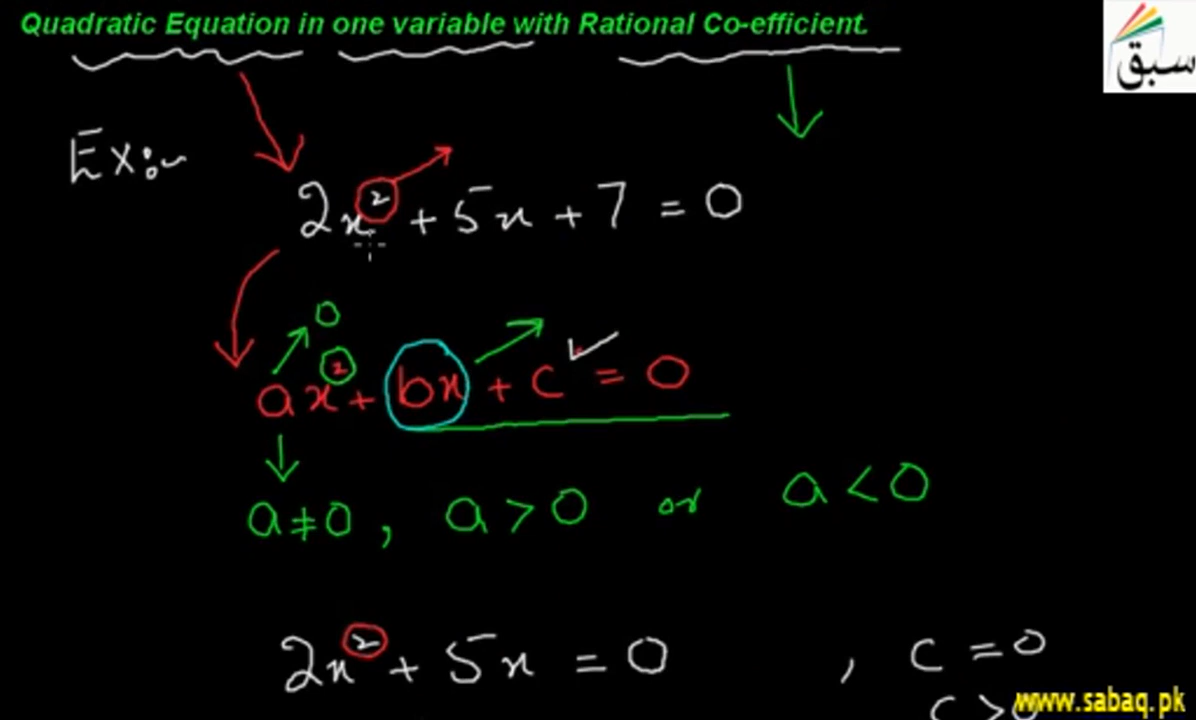 Quadratic Equation in one variable with Rational Co-efficient.
سبق
Ex:~
2x² + 5x + 7 = 0
0
ax² + bx + c = 0
a ≠ 0, a > 0 or a < 0
2x² + 5x = 0 , c = 0
c >
www.sabaq.pk